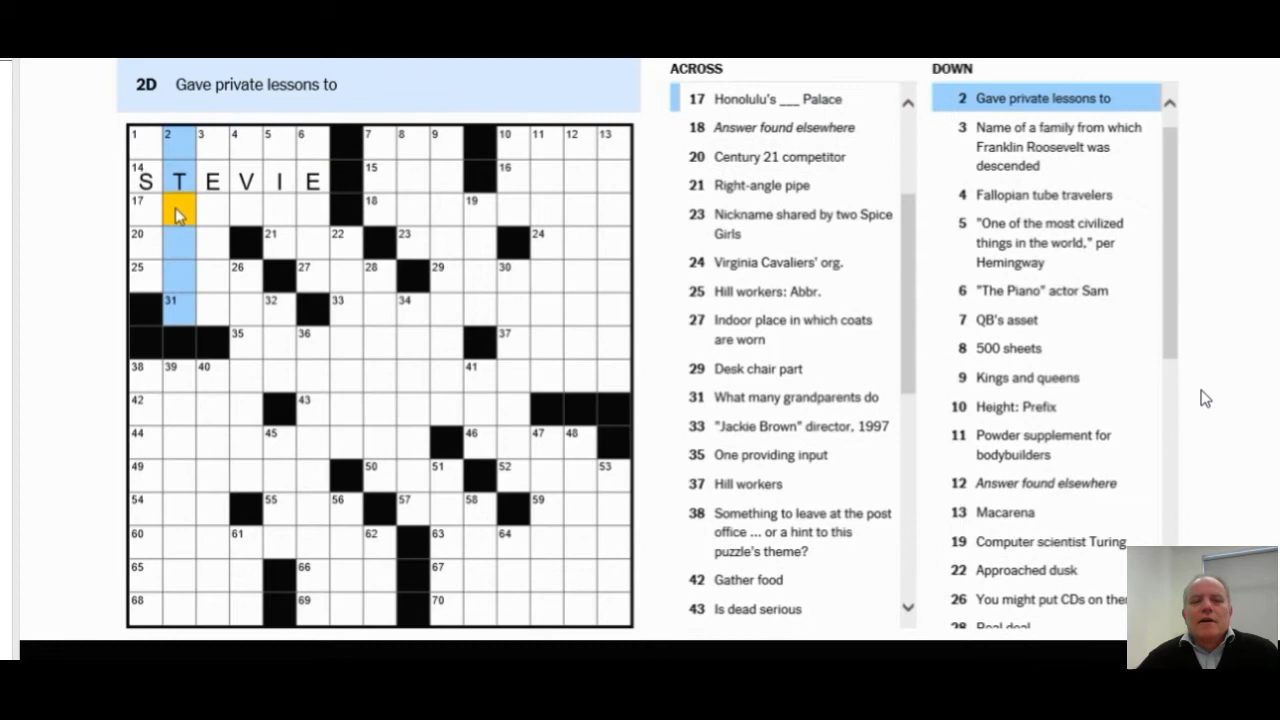 2D Gave private lessons to
1 2 3 4 5 6 7 8 9 10 11 12 13
14 S T E V I E 15 16
17 18 19
20 21 22 23 24
25 26 27 28 29 30
31 32 33 34
35 36 37
38 39 40 41
42 43
44 45 46 47 48
49 50 51 52 53
54 55 56 57 58 59
60 61 62 63 64
65 66 67
68 69 70
ACROSS
17 Honolulu's ___ Palace
18 Answer found elsewhere
20 Century 21 competitor
21 Right-angle pipe
23 Nickname shared by two Spice
Girls
24 Virginia Cavaliers' org.
25 Hill workers: Abbr.
27 Indoor place in which coats
are worn
29 Desk chair part
31 What many grandparents do
33 "Jackie Brown" director, 1997
35 One providing input
37 Hill workers
38 Something to leave at the post
office ... or a hint to this
puzzle's theme?
42 Gather food
43 Is dead serious
DOWN
2 Gave private lessons to
3 Name of a family from which
Franklin Roosevelt was
descended
4 Fallopian tube travelers
5 "One of the most civilized
things in the world," per
Hemingway
6 "The Piano" actor Sam
7 QB's asset
8 500 sheets
9 Kings and queens
10 Height: Prefix
11 Powder supplement for
bodybuilders
12 Answer found elsewhere
13 Macarena
19 Computer scientist Turing
22 Approached dusk
26 You might put CDs on
28 Real deal